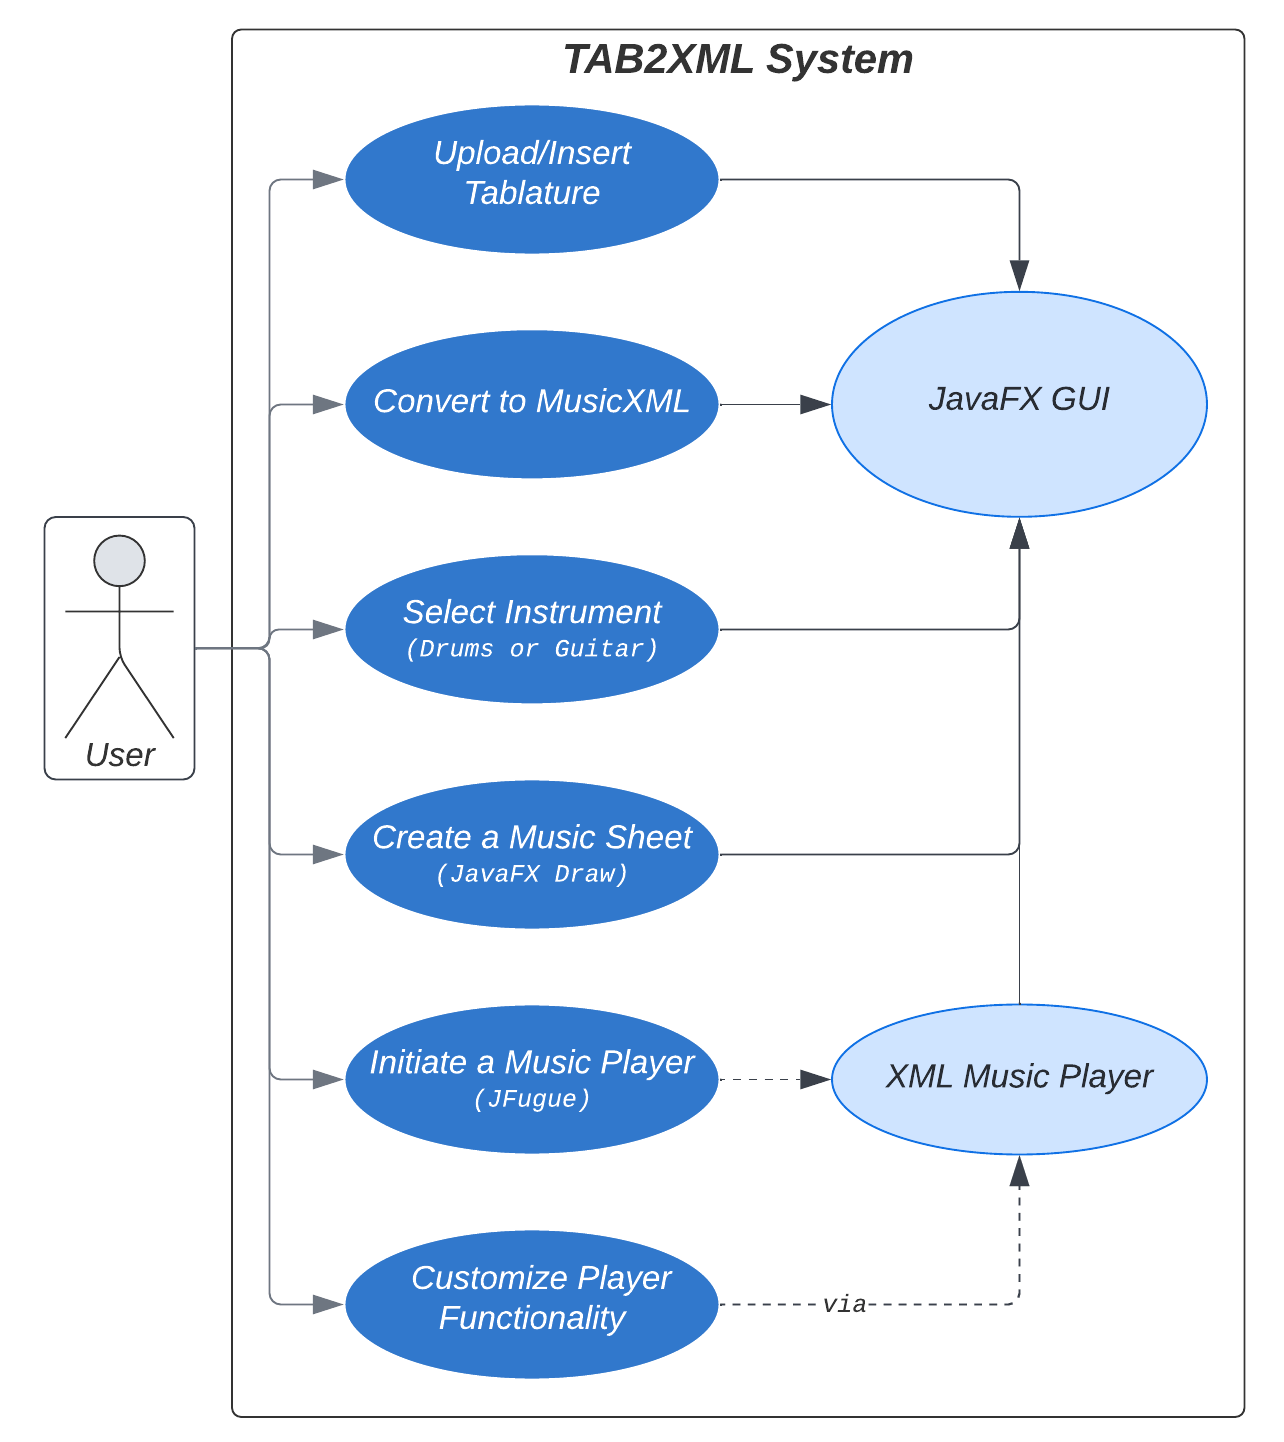 TAB2XML System
Upload/Insert
Tablature
Convert to MusicXML
JavaFX GUI
Select Instrument
(Drums or Guitar)
User
Create a Music Sheet
(JavaFX Draw)
Initiate a Music Player
(JFugue)
XML Music Player
Customize Player
Functionality
via